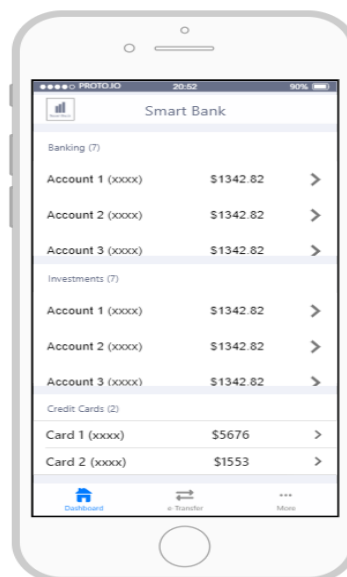 PROTO.IO 20:52 90%
Smart Bank
Banking (7)
Account 1 (xxxx) $1342.82
Account 2 (xxxx) $1342.82
Account 3 (xxxx) $1342.82
Investments (7)
Account 1 (xxxx) $1342.82
Account 2 (xxxx) $1342.82
Account 3 (xxxx) $1342.82
Credit Cards (2)
Card 1 (xxxx) $5676
Card 2 (xxxx) $1553
Dashboard e-Transfer More